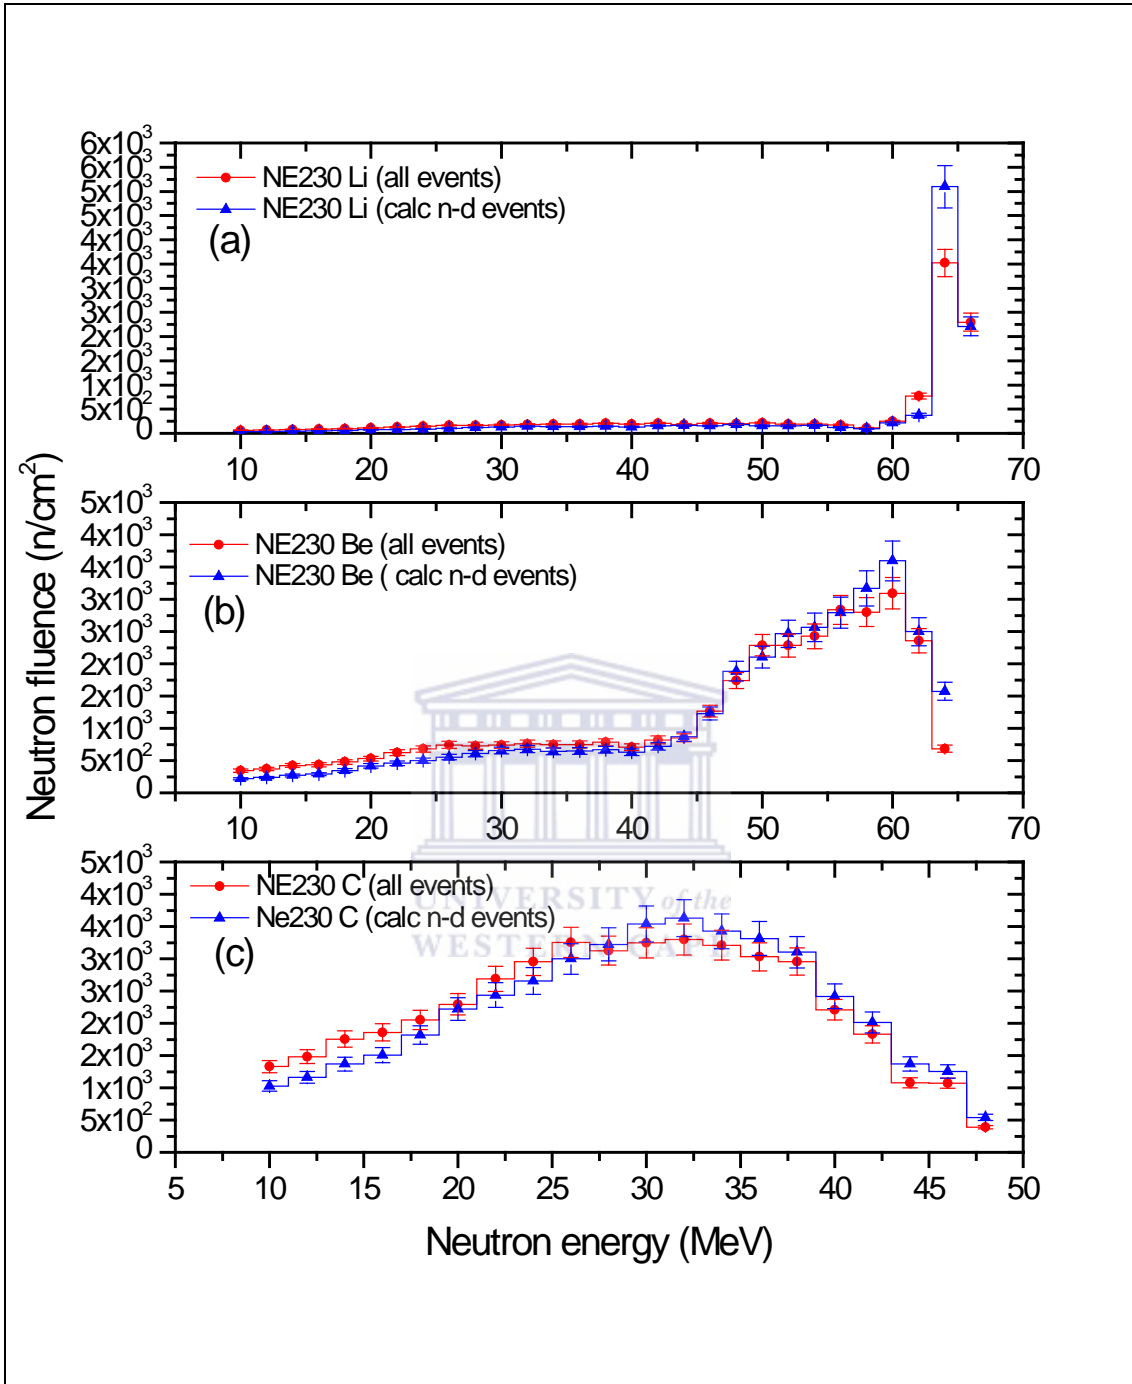 6x10³
6x10³
5x10³
5x10³
4x10³
4x10³
3x10³
3x10³
2x10³
2x10³
1x10³
5x10²
0
NE230 Li (all events)
NE230 Li (calc n-d events)
(a)
10 20 30 40 50 60 70
Neutron fluence (n/cm²)
5x10³
4x10³
4x10³
3x10³
3x10³
2x10³
2x10³
1x10³
5x10²
0
NE230 Be (all events)
NE230 Be ( calc n-d events)
(b)
10 20 30 40 50 60 70
5x10³
4x10³
4x10³
3x10³
3x10³
2x10³
2x10³
1x10³
5x10²
0
NE230 C (all events)
Ne230 C (calc n-d events)
(c)
UNIVERSITY of the
WESTERN CAPE
5 10 15 20 25 30 35 40 45 50
Neutron energy (MeV)